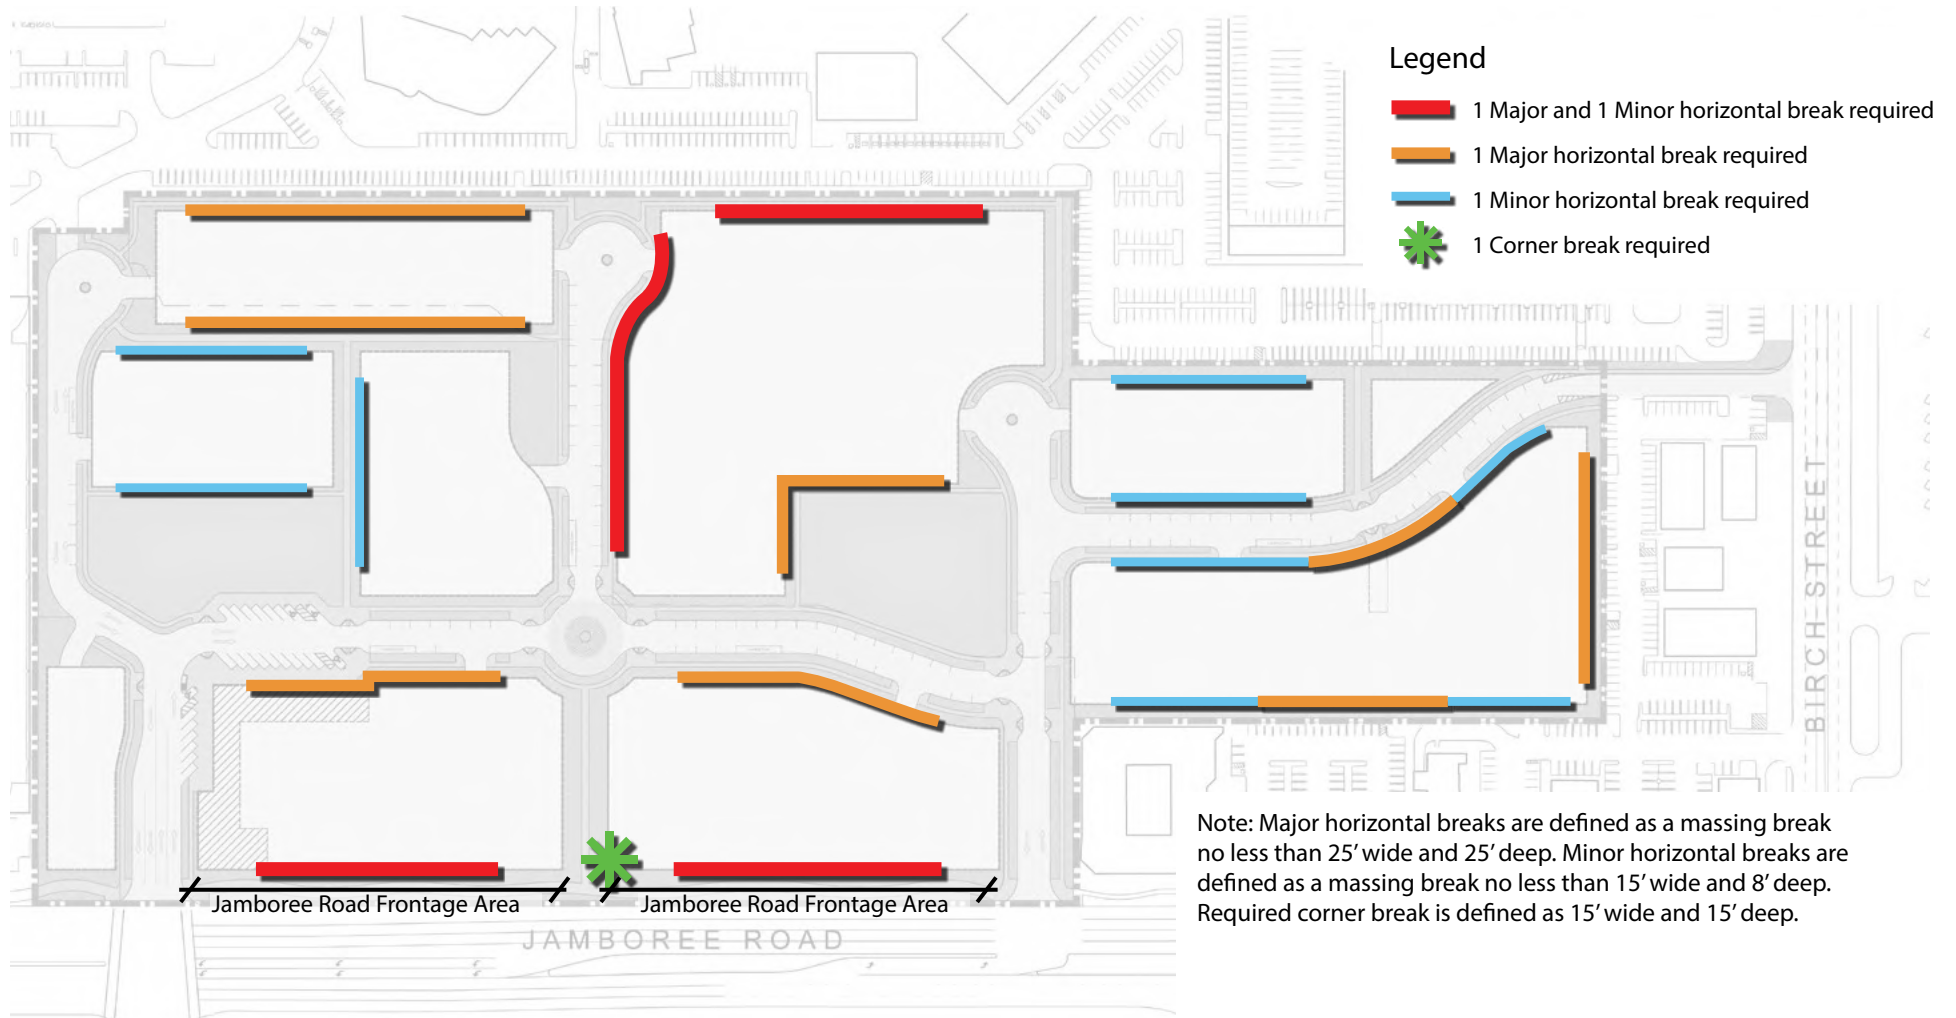 Legend
1 Major and 1 Minor horizontal break required
1 Major horizontal break required
1 Minor horizontal break required
1 Corner break required
BIRCH STREET
Note: Major horizontal breaks are defined as a massing break
no less than 25' wide and 25' deep. Minor horizontal breaks are
defined as a massing break no less than 15' wide and 8' deep.
Required corner break is defined as 15' wide and 15' deep.
Jamboree Road Frontage Area
Jamboree Road Frontage Area
JAMBOREE ROAD